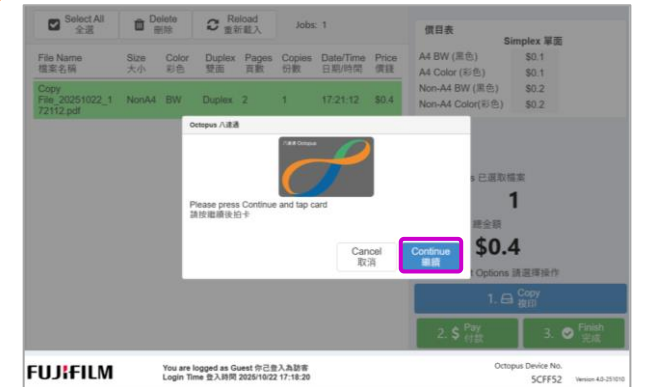 Select All
全選
Delete
刪除
Reload
重新載入
Jobs: 1
File Name
檔案名稱
Size
大小
Color
彩色
Duplex
雙面
Pages
頁數
Copies
份數
Date/Time
日期/時間
Price
價錢
Copy
File_20251022_1
72112.pdf
NonA4 BW Duplex 2 1 17:21:12 $0.4
價目表
Simplex 單面
A4 BW (黑色) $0.1
A4 Color (彩色) $0.1
Non-A4 BW (黑色) $0.2
Non-A4 Color(彩色) $0.2
Octopus 八達通
八達通 Octopus
Please press Continue and tap card
請按繼續後拍卡
Cancel
取消
Continue
繼續
已選取檔案
1
總金額
$0.4
Options 請選擇操作
1. Copy
複印
2. $ Pay
付款
3. Finish
完成
FUJIFILM
You are logged as Guest 你已登入為訪客
Login Time 登入時間 2025/10/22 17:18:20
Octopus Device No.
5CFF52
Version 4.0-251010